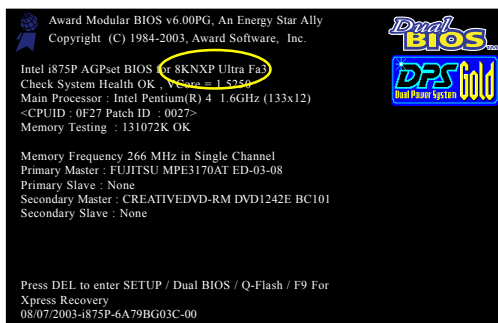 Award Modular BIOS v6.00PG, An Energy Star Ally
Copyright (C) 1984-2003, Award Software, Inc.
Dual
BIOS
Intel i875P AGPset BIOS for 8KNXP Ultra Fa3
Check System Health OK , VCore = 1.5250
Main Processor : Intel Pentium(R) 4 1.6GHz (133x12)
<CPUID : 0F27 Patch ID : 0027>
Memory Testing : 131072K OK
DPS
Dual Power System
Gold
Memory Frequency 266 MHz in Single Channel
Primary Master : FUJITSU MPE3170AT ED-03-08
Primary Slave : None
Secondary Master : CREATIVEDVD-RM DVD1242E BC101
Secondary Slave : None
Press DEL to enter SETUP / Dual BIOS / Q-Flash / F9 For
Xpress Recovery
08/07/2003-i875P-6A79BG03C-00